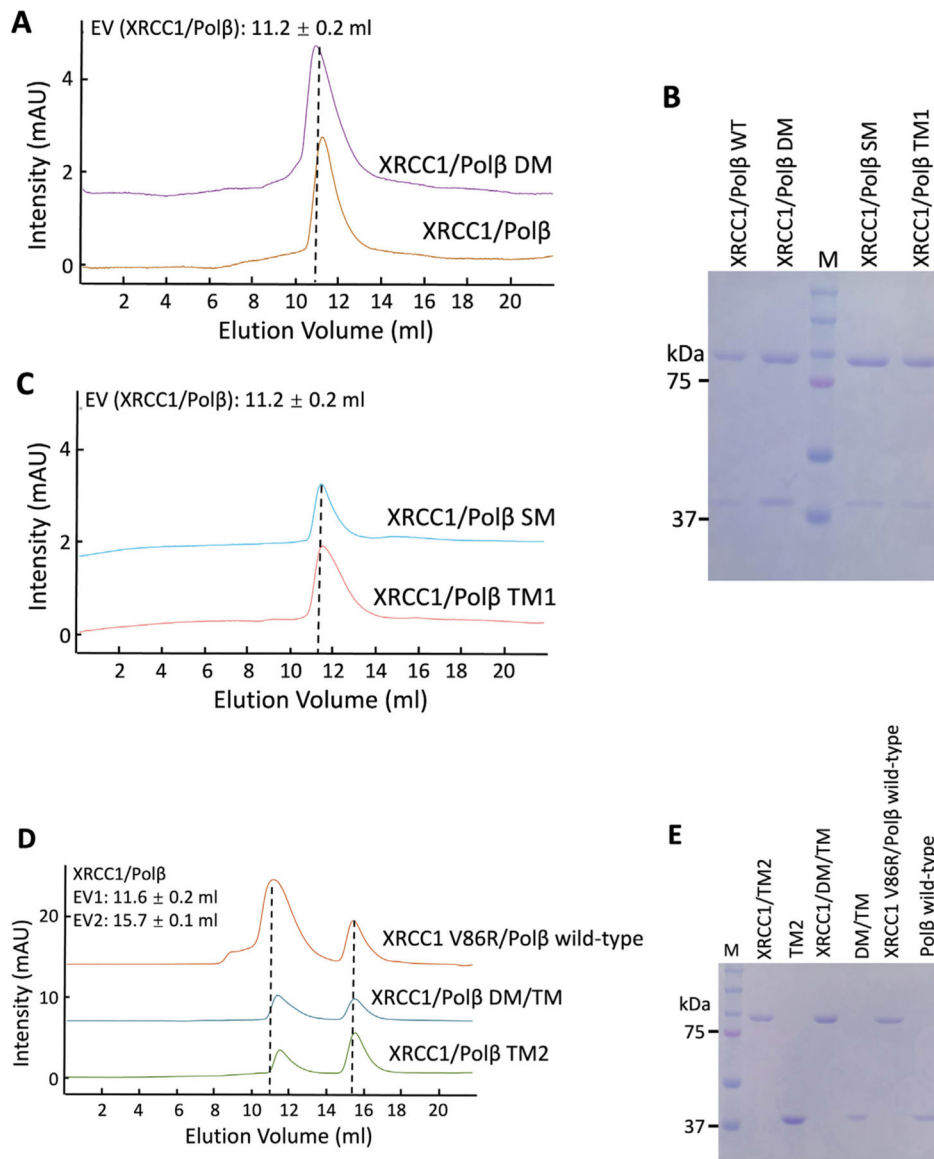 A
EV (XRCC1/Polβ): 11.2 ± 0.2 ml
Intensity (mAU)
4
2
0
XRCC1/Polβ DM
XRCC1/Polβ
2 4 6 8 10 12 14 16 18 20
Elution Volume (ml)
B
XRCC1/Polβ WT
XRCC1/Polβ DM
M
XRCC1/Polβ SM
XRCC1/Polβ TM1
kDa
75
37
C
EV (XRCC1/Polβ): 11.2 ± 0.2 ml
Intensity (mAU)
4
2
0
XRCC1/Polβ SM
XRCC1/Polβ TM1
2 4 6 8 10 12 14 16 18 20
Elution Volume (ml)
D
XRCC1/Polβ
EV1: 11.6 ± 0.2 ml
EV2: 15.7 ± 0.1 ml
Intensity (mAU)
20
10
0
XRCC1 V86R/Polβ wild-type
XRCC1/Polβ DM/TM
XRCC1/Polβ TM2
2 4 6 8 10 12 14 16 18 20
Elution Volume (ml)
E
M
XRCC1/TM2
TM2
XRCC1/DM/TM
DM/TM
XRCC1 V86R/Polβ wild-type
Polβ wild-type
kDa
75
37